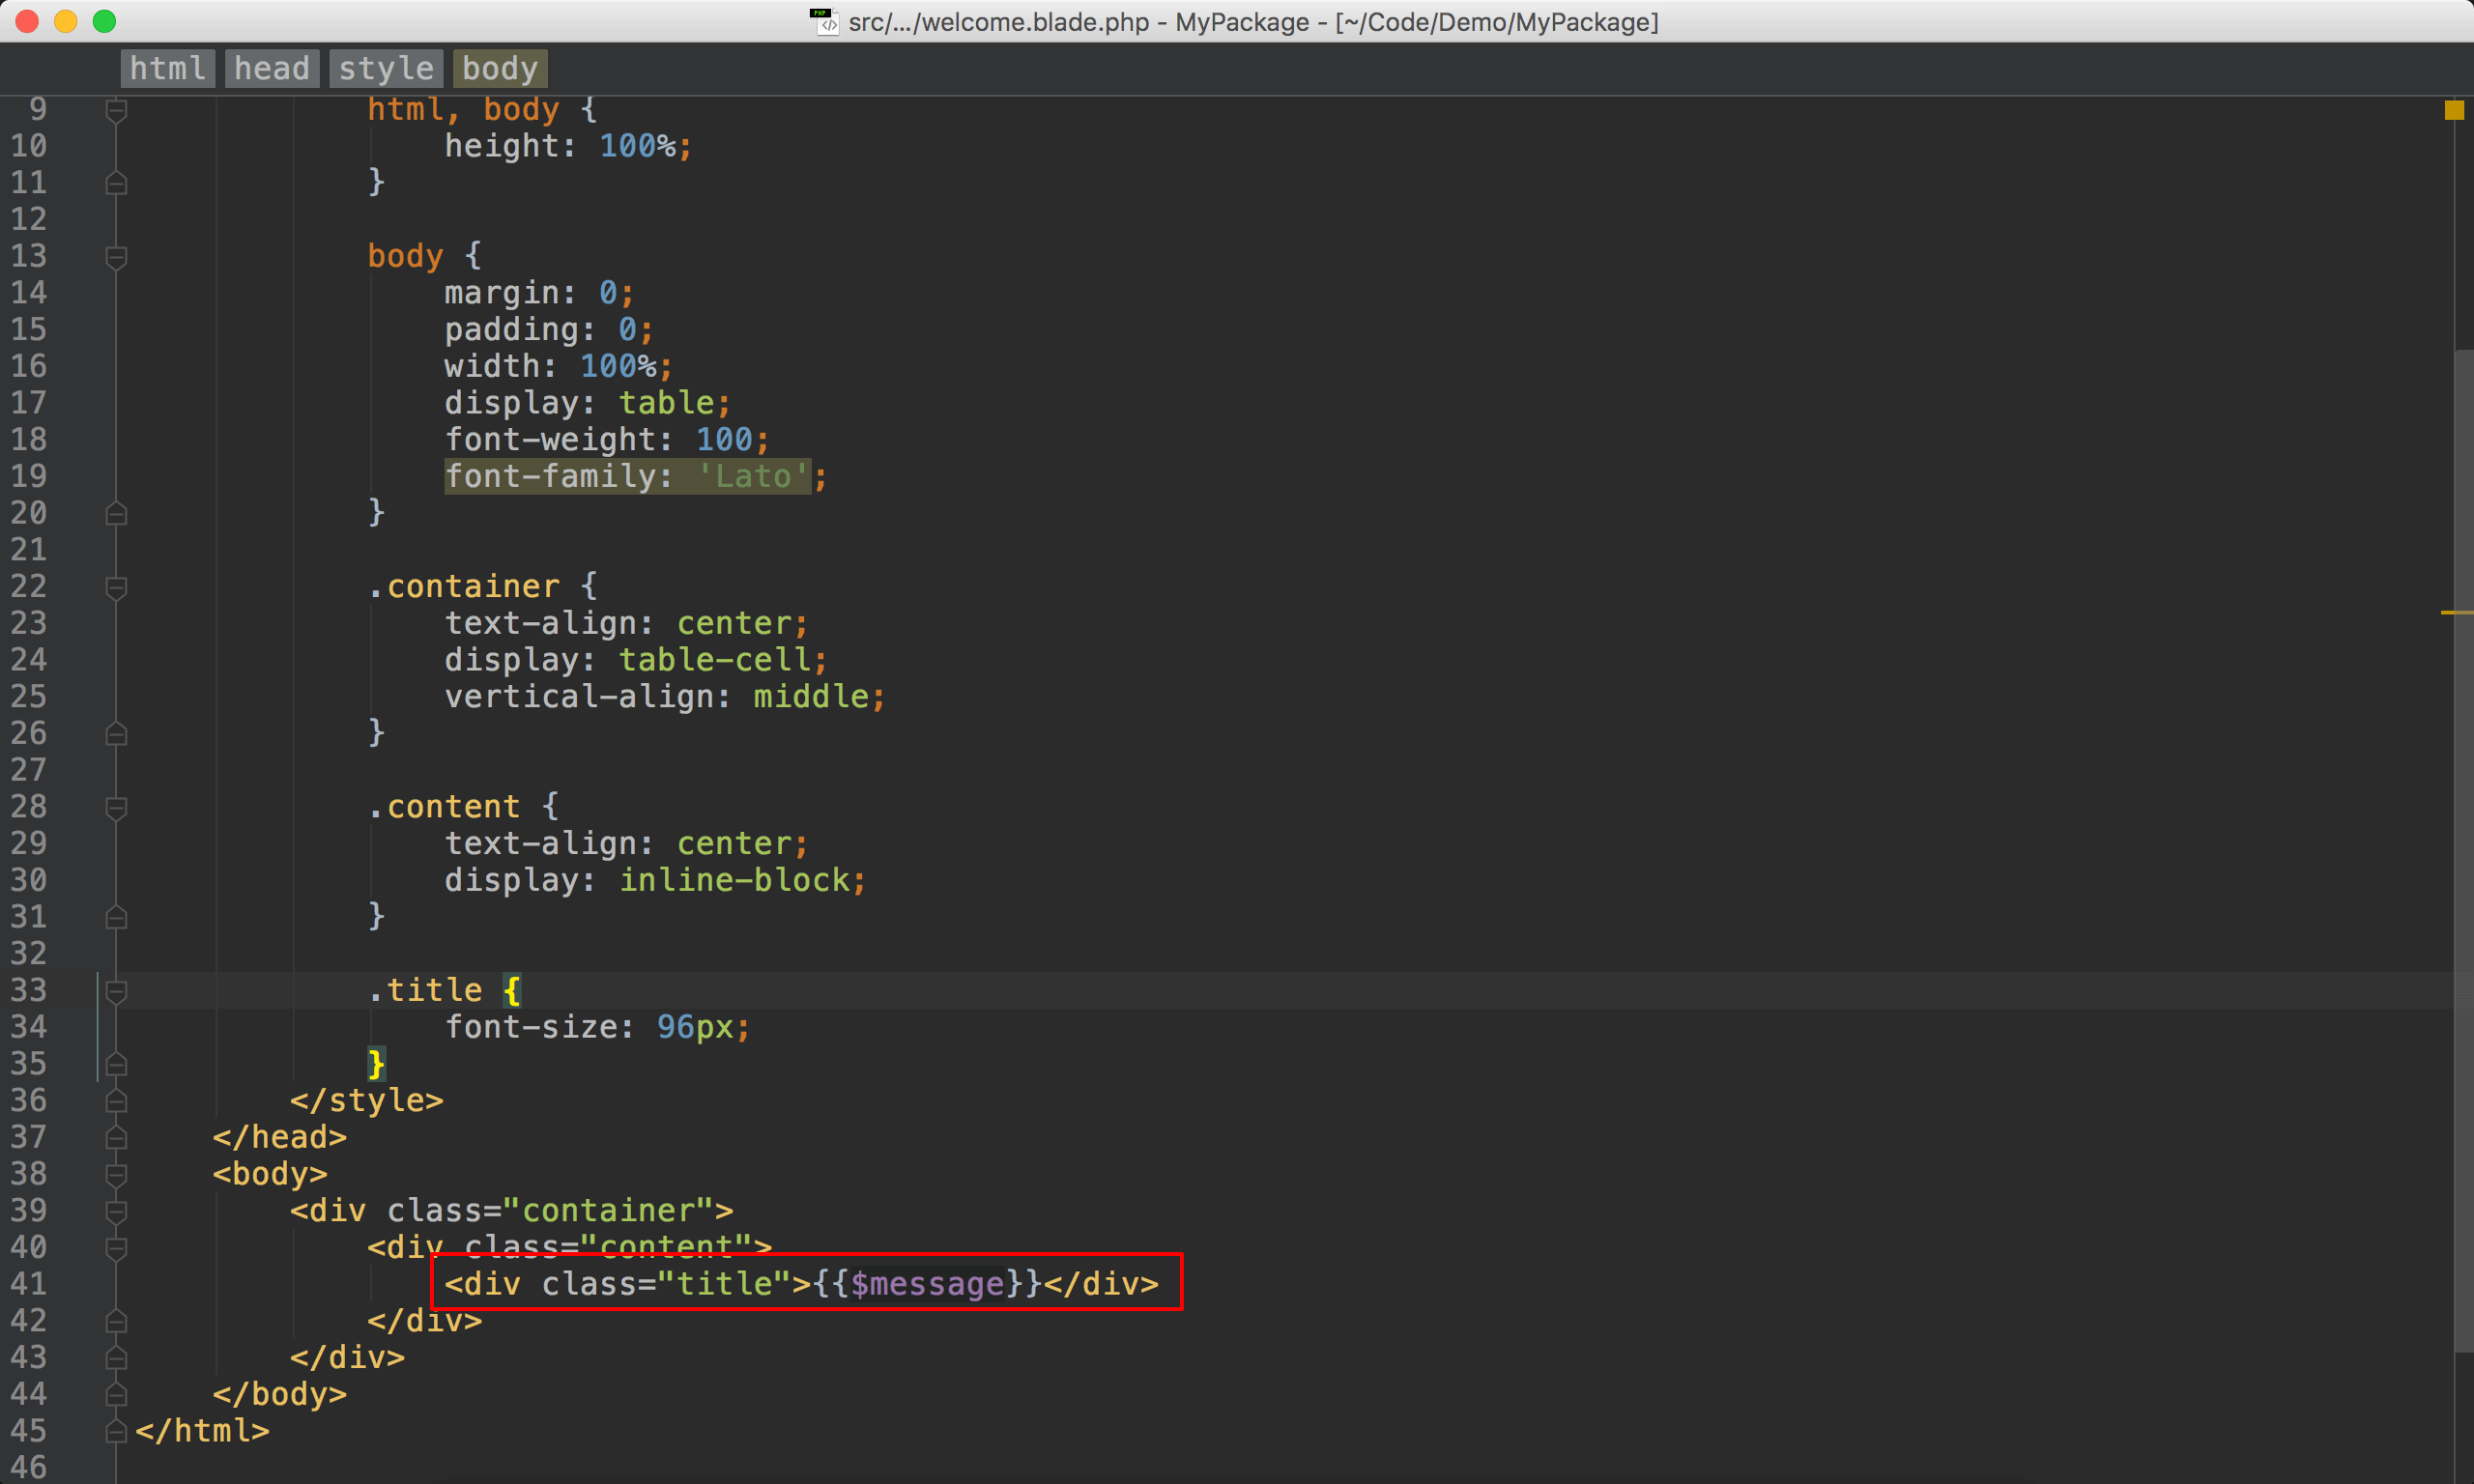 src/.../welcome.blade.php - MyPackage - [~/Code/Demo/MyPackage]
html head style body
9 html, body {
10 height: 100%;
11 }
12
13 body {
14 margin: 0;
15 padding: 0;
16 width: 100%;
17 display: table;
18 font-weight: 100;
19 font-family: 'Lato';
20 }
21
22 .container {
23 text-align: center;
24 display: table-cell;
25 vertical-align: middle;
26 }
27
28 .content {
29 text-align: center;
30 display: inline-block;
31 }
32
33 .title {
34 font-size: 96px;
35 }
36 </style>
37 </head>
38 <body>
39 <div class="container">
40 <div class="content">
41 <div class="title">{{$message}}</div>
42 </div>
43 </div>
44 </body>
45 </html>
46